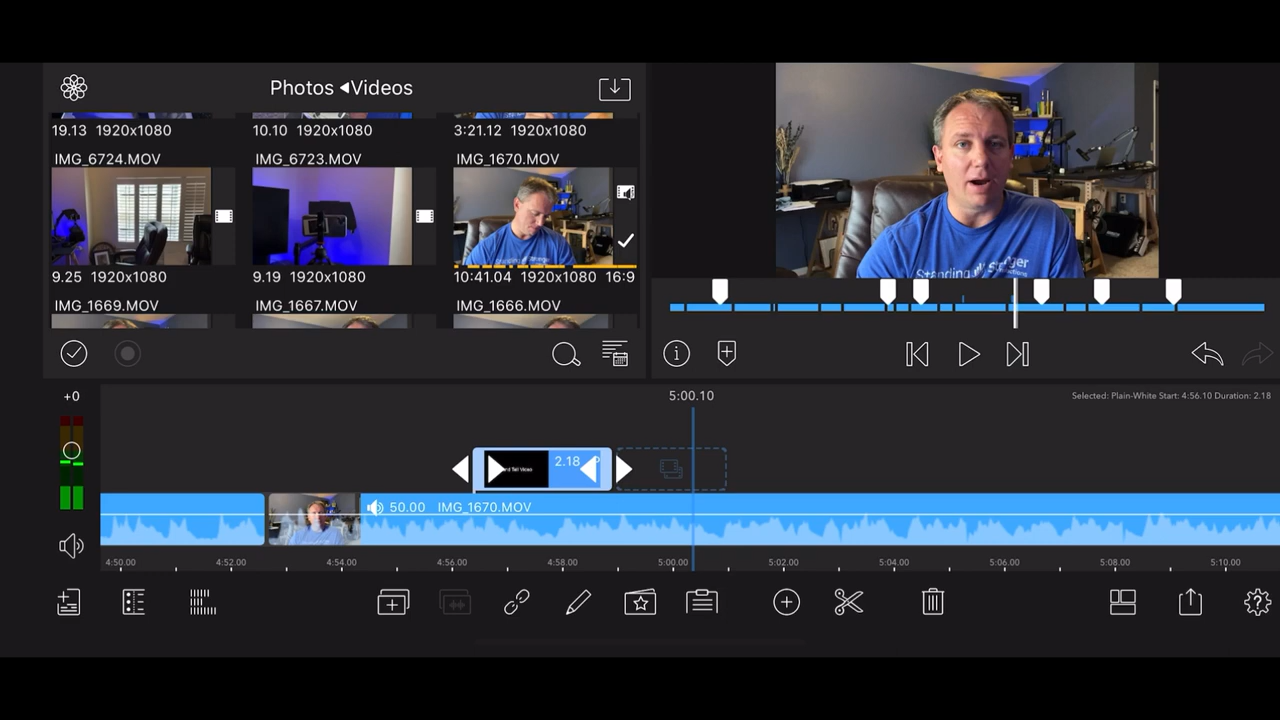 Photos ◀Videos
19.13 1920x1080
10.10 1920x1080
3:21.12 1920x1080
IMG_6724.MOV
IMG_6723.MOV
IMG_1670.MOV
9.25 1920x1080
9.19 1920x1080
10:41.04 1920x1080 16:9
IMG_1669.MOV
IMG_1667.MOV
IMG_1666.MOV
+0
5:00.10
Selected: Plain-White Start: 4:56.10 Duration: 2.18
2.18
50.00 IMG_1670.MOV
4:50.00
4:52.00
4:54.00
4:56.00
4:58.00
5:00.00
5:02.00
5:04.00
5:06.00
5:08.00
5:10.00